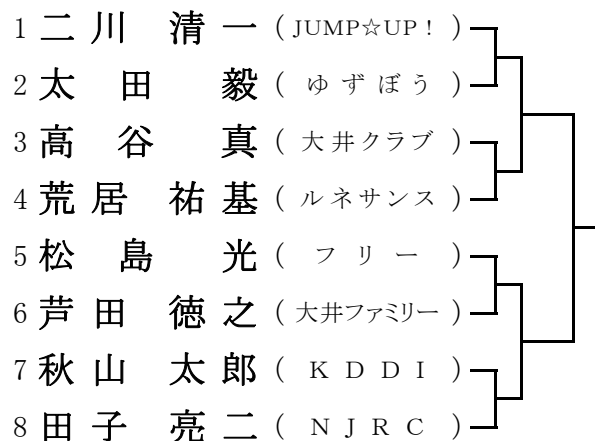 1 二川 清一 (JUMP☆UP!)
2 太田 毅 (ゆずぼう)
3 高谷 真 (大井クラブ)
4 荒居 祐基 (ルネサンス)
5 松島 光 (フリー)
6 芦田 徳之 (大井ファミリー)
7 秋山 太郎 (KDDI)
8 田子 亮二 (NJRC)